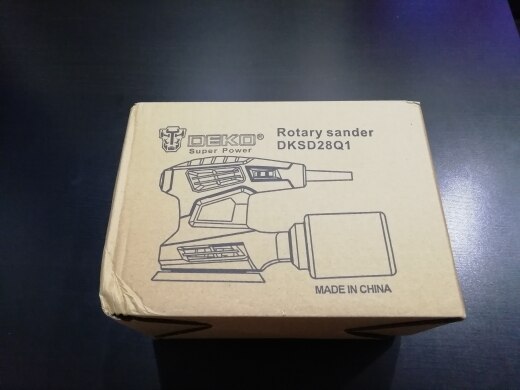 DEKO®
Super Power
Rotary sander
DKSD28Q1
MADE IN CHINA